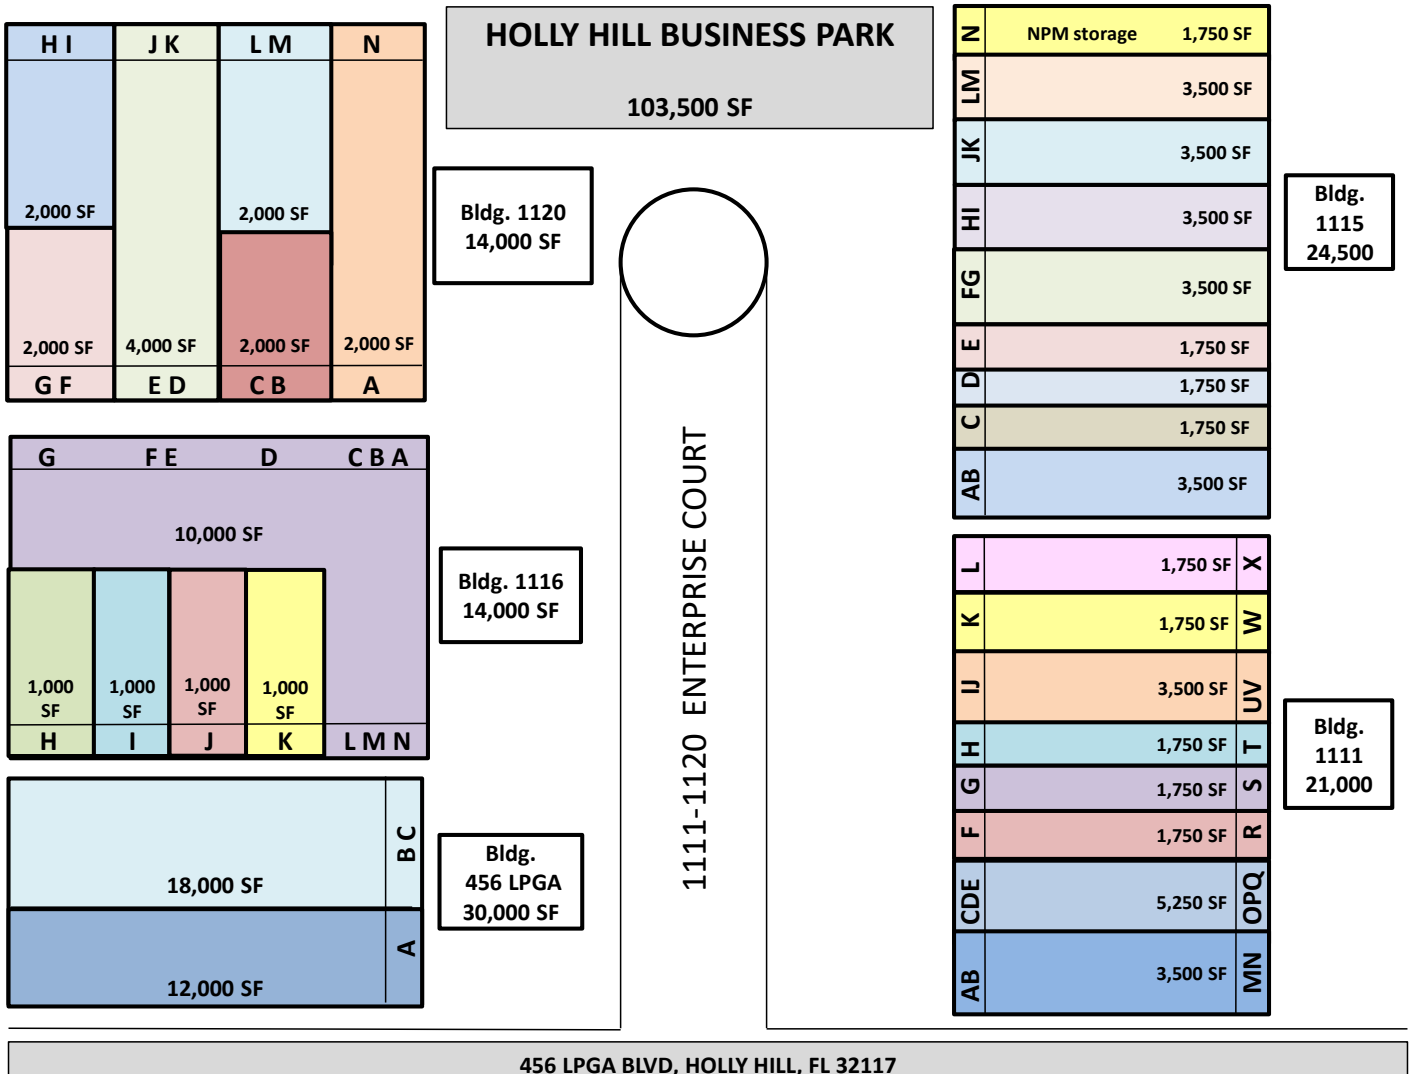 HOLLY HILL BUSINESS PARK
103,500 SF
H I
J K
L M
N
2,000 SF
2,000 SF
2,000 SF
4,000 SF
2,000 SF
2,000 SF
G F
E D
C B
A
Bldg. 1120
14,000 SF
G
F E
D
C B A
10,000 SF
1,000
SF
1,000
SF
1,000
SF
1,000
SF
H
I
J
K
L M N
Bldg. 1116
14,000 SF
18,000 SF
B C
12,000 SF
A
Bldg.
456 LPGA
30,000 SF
1111-1120 ENTERPRISE COURT
N
NPM storage 1,750 SF
LM
3,500 SF
JK
3,500 SF
HI
3,500 SF
FG
3,500 SF
E
1,750 SF
D
1,750 SF
C
1,750 SF
AB
3,500 SF
Bldg.
1115
24,500
L
1,750 SF
X
K
1,750 SF
W
IJ
3,500 SF
UV
H
1,750 SF
T
G
1,750 SF
S
F
1,750 SF
R
CDE
5,250 SF
OPQ
AB
3,500 SF
MN
Bldg.
1111
21,000
456 LPGA BLVD, HOLLY HILL, FL 32117